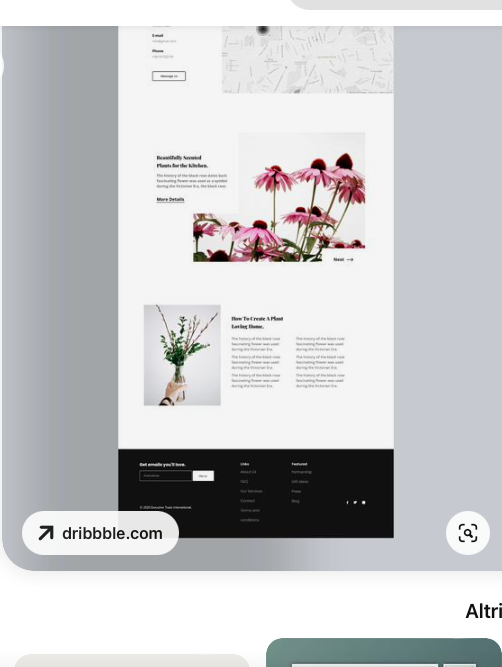 E-mail
Phone
Message us
Beautifully Scented
Plants for the Kitchen.
The history of the black rose dates back
fascinating flower was used as a symbol
during the Victorian Era, the black rose.
More Details
Next →
How To Create A Plant
Loving Home.
The history of the black rose
fascinating flower was used
during the Victorian Era.
The history of the black rose
fascinating flower was used
during the Victorian Era.
The history of the black rose
fascinating flower was used
during the Victorian Era.
The history of the black rose
fascinating flower was used
during the Victorian Era.
The history of the black rose
fascinating flower was used
during the Victorian Era.
The history of the black rose
fascinating flower was used
during the Victorian Era.
Get emails you'll love.
Links
About Us
FAQ
Our Services
Contact
Terms and
conditions
Featured
Partnership
Gift Ideas
Press
Blog
© 2020 Executive Trade International.
dribbble.com
Altri